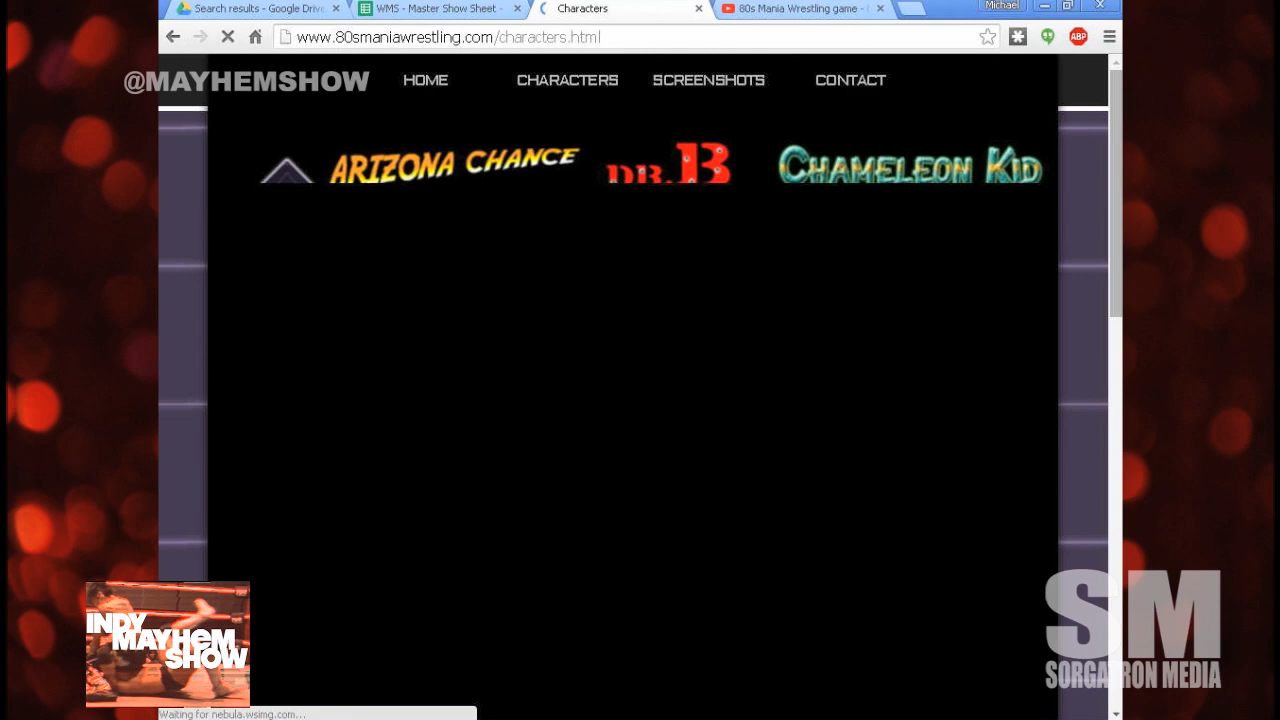 Search results - Google Drive
WMS - Master Show Sheet -
Characters
80s Mania Wrestling game -
Michael
www.80smaniawrestling.com/characters.html
ABP
@MAYHEMSHOW
HOME
CHARACTERS
SCREENSHOTS
CONTACT
ARIZONA CHANCE
DR. B
CHAMELEON KID
INDY
MAYHEM
SHOW
SM
SORGATRON MEDIA
Waiting for nebula.wsimg.com...